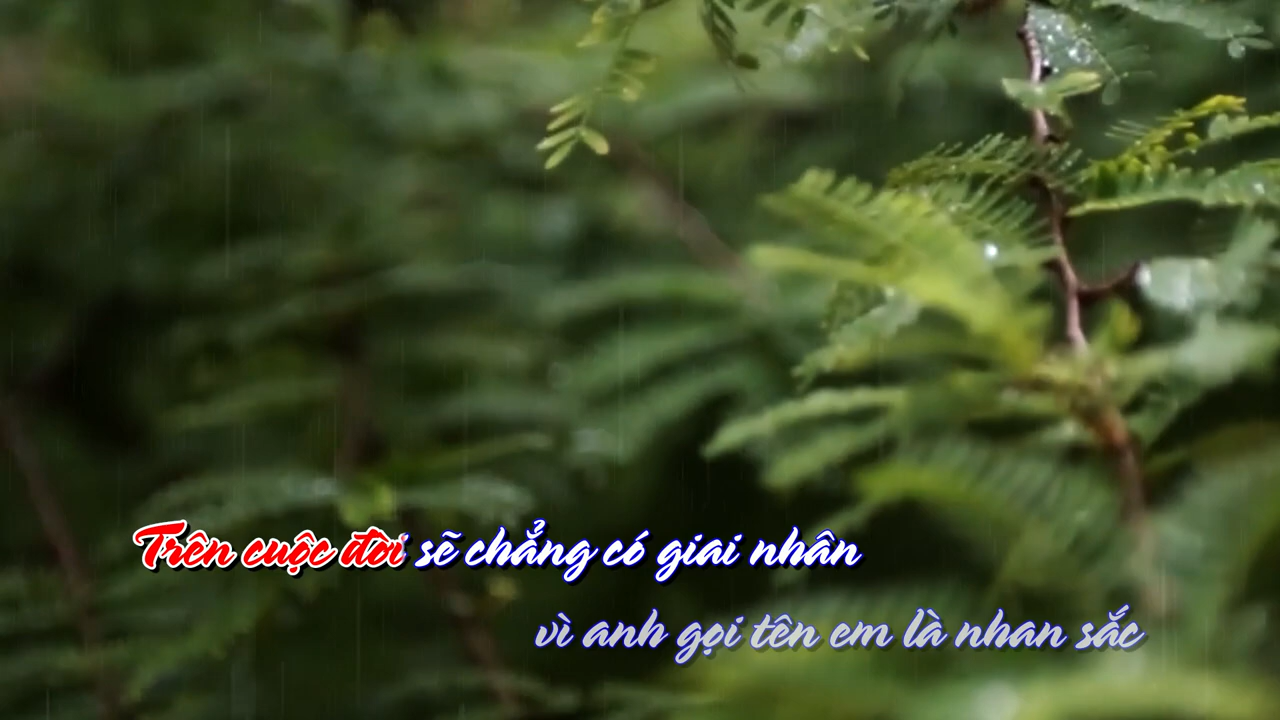 Trên cuộc đời sẽ chẳng có giai nhân
vì anh gọi tên em là nhan sắc